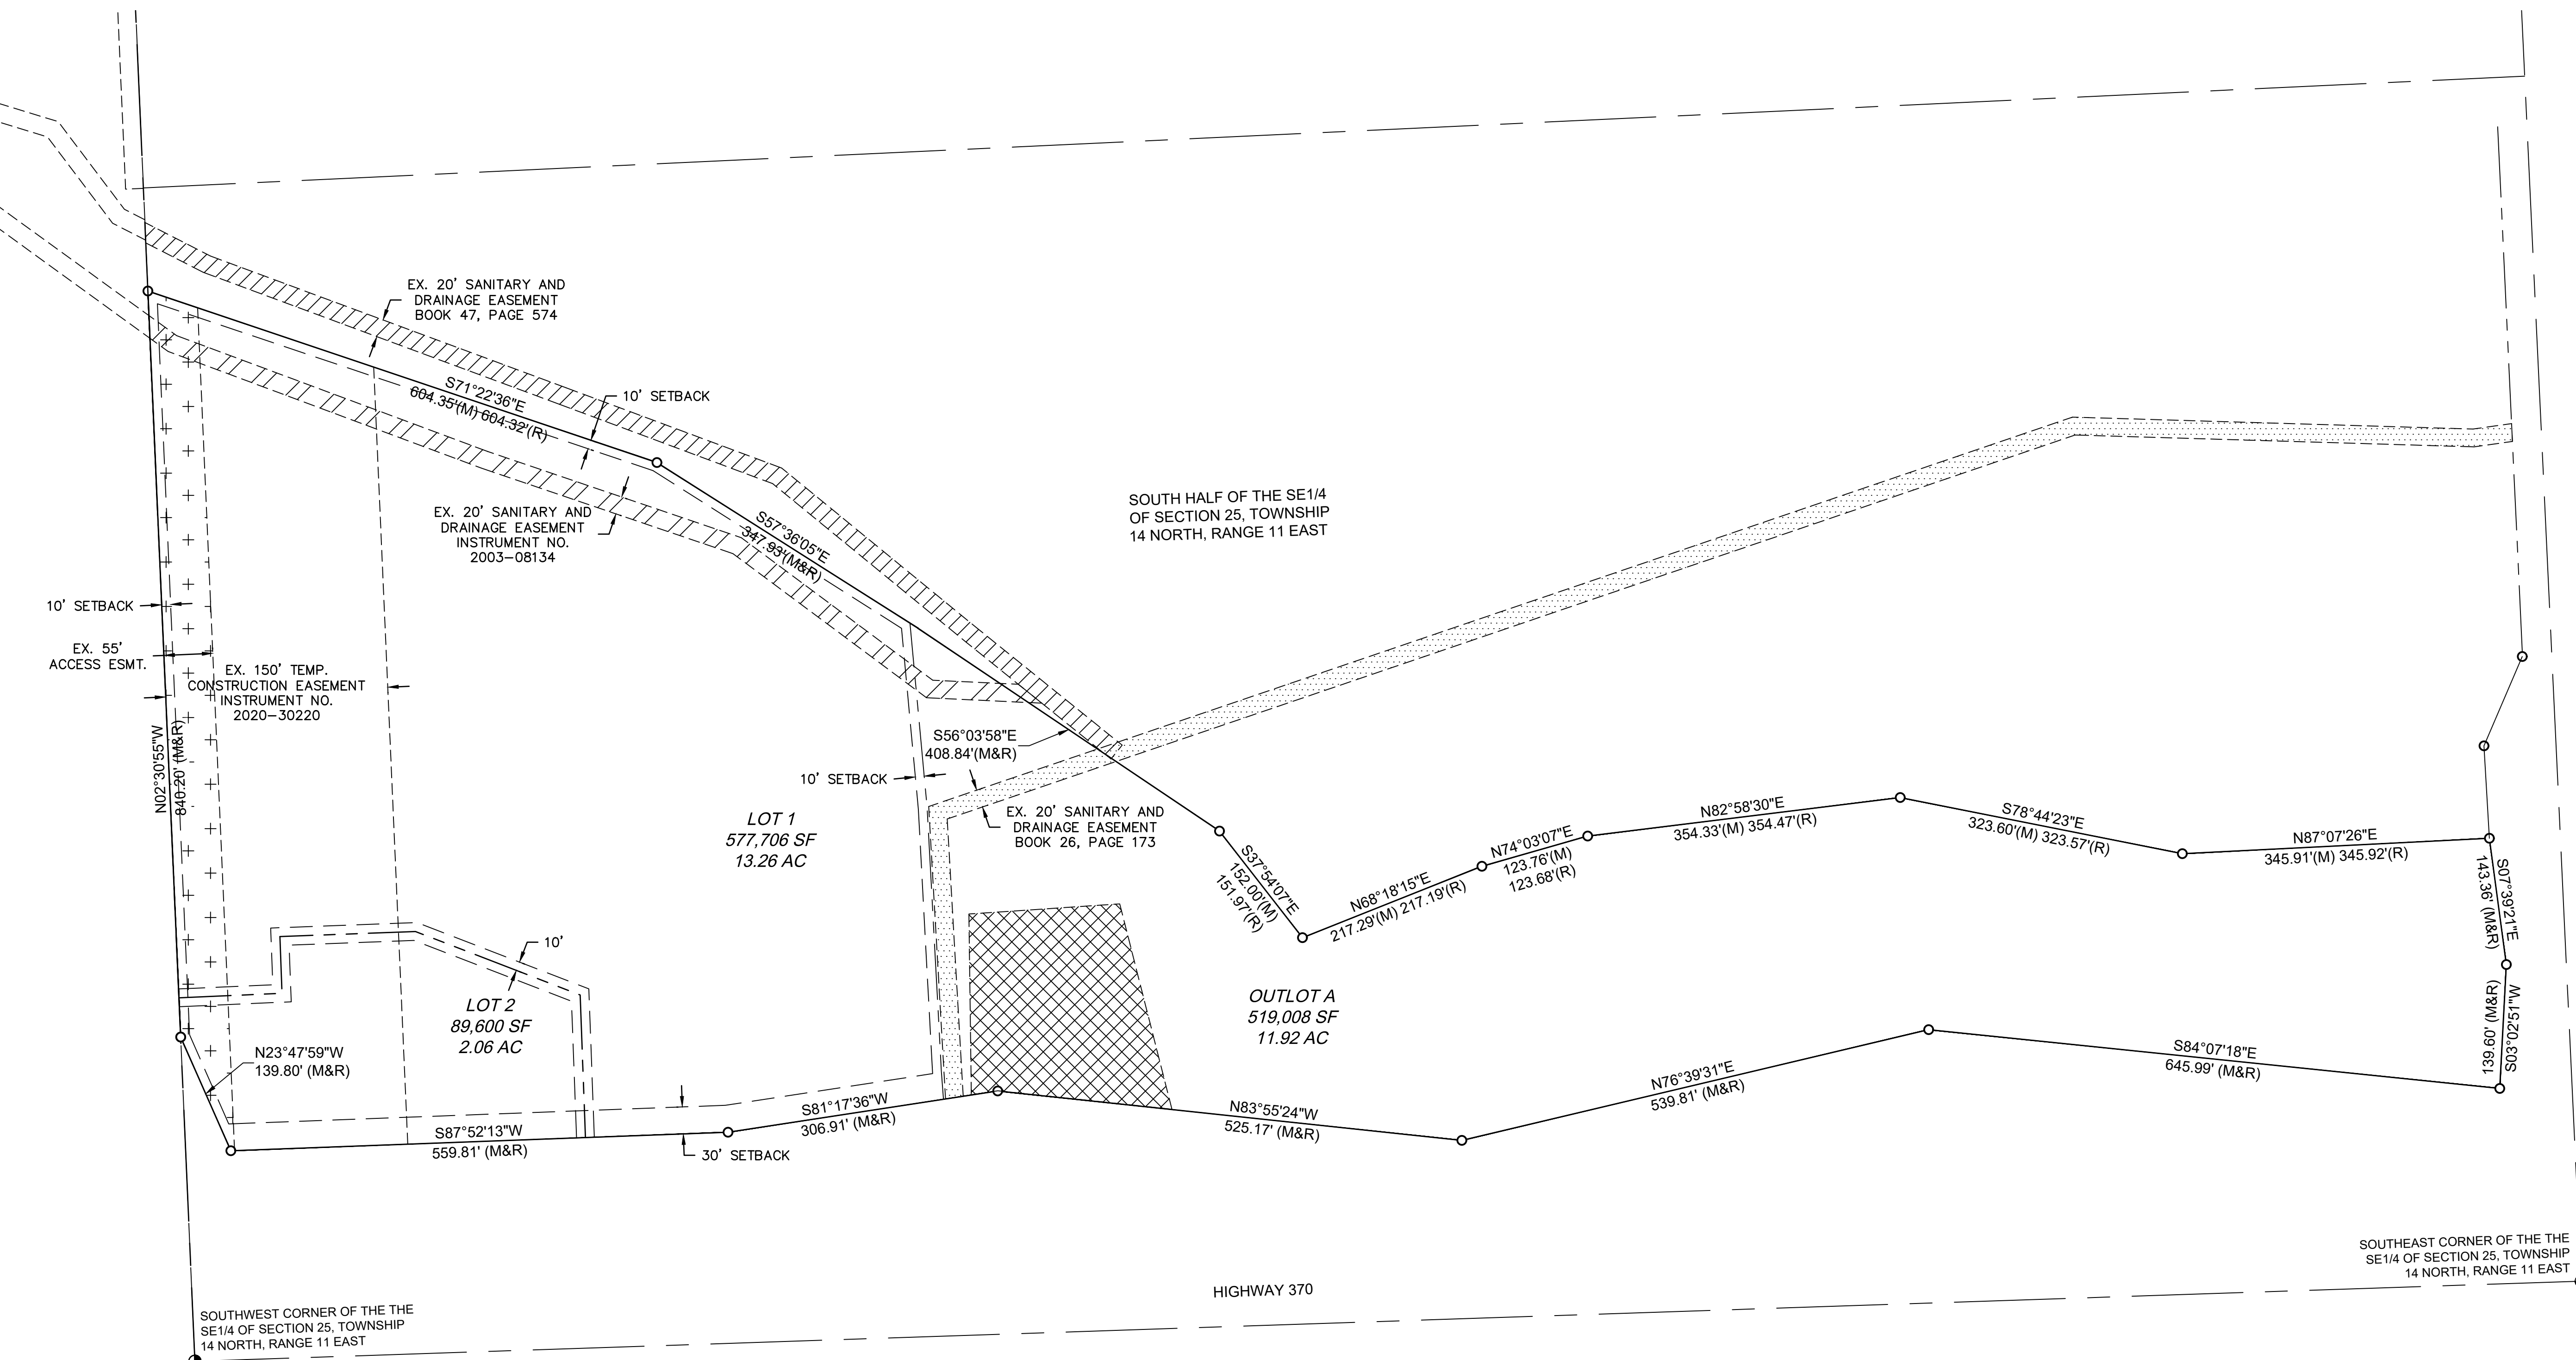 EX. 20' SANITARY AND
DRAINAGE EASEMENT
BOOK 47, PAGE 574
S71°22'36"E
604.35'(M) 604.32'(R)
10' SETBACK
EX. 20' SANITARY AND
DRAINAGE EASEMENT
INSTRUMENT NO.
2003-08134
S57°36'05"E
347.93'(M&R)
SOUTH HALF OF THE SE1/4
OF SECTION 25, TOWNSHIP
14 NORTH, RANGE 11 EAST
10' SETBACK
EX. 55'
ACCESS ESMT.
EX. 150' TEMP.
CONSTRUCTION EASEMENT
INSTRUMENT NO.
2020-30220
N02°30'55"W
840.20' (M&R)
S56°03'58"E
408.84'(M&R)
10' SETBACK
EX. 20' SANITARY AND
DRAINAGE EASEMENT
BOOK 26, PAGE 173
LOT 1
577,706 SF
13.26 AC
S37°54'07"E
152.00'(M)
151.97'(R)
N68°18'15"E
217.29'(M) 217.19'(R)
N74°03'07"E
123.76'(M)
123.68'(R)
N82°58'30"E
354.33'(M) 354.47'(R)
S78°44'23"E
323.60'(M) 323.57'(R)
N87°07'26"E
345.91'(M) 345.92'(R)
S07°39'21"E
143.36' (M&R)
10'
LOT 2
89,600 SF
2.06 AC
OUTLOT A
519,008 SF
11.92 AC
N23°47'59"W
139.80' (M&R)
S03°02'51"W
139.60' (M&R)
S84°07'18"E
645.99' (M&R)
N76°39'31"E
539.81' (M&R)
S81°17'36"W
306.91' (M&R)
N83°55'24"W
525.17' (M&R)
S87°52'13"W
559.81' (M&R)
30' SETBACK
SOUTHEAST CORNER OF THE THE
SE1/4 OF SECTION 25, TOWNSHIP
14 NORTH, RANGE 11 EAST
HIGHWAY 370
SOUTHWEST CORNER OF THE THE
SE1/4 OF SECTION 25, TOWNSHIP
14 NORTH, RANGE 11 EAST